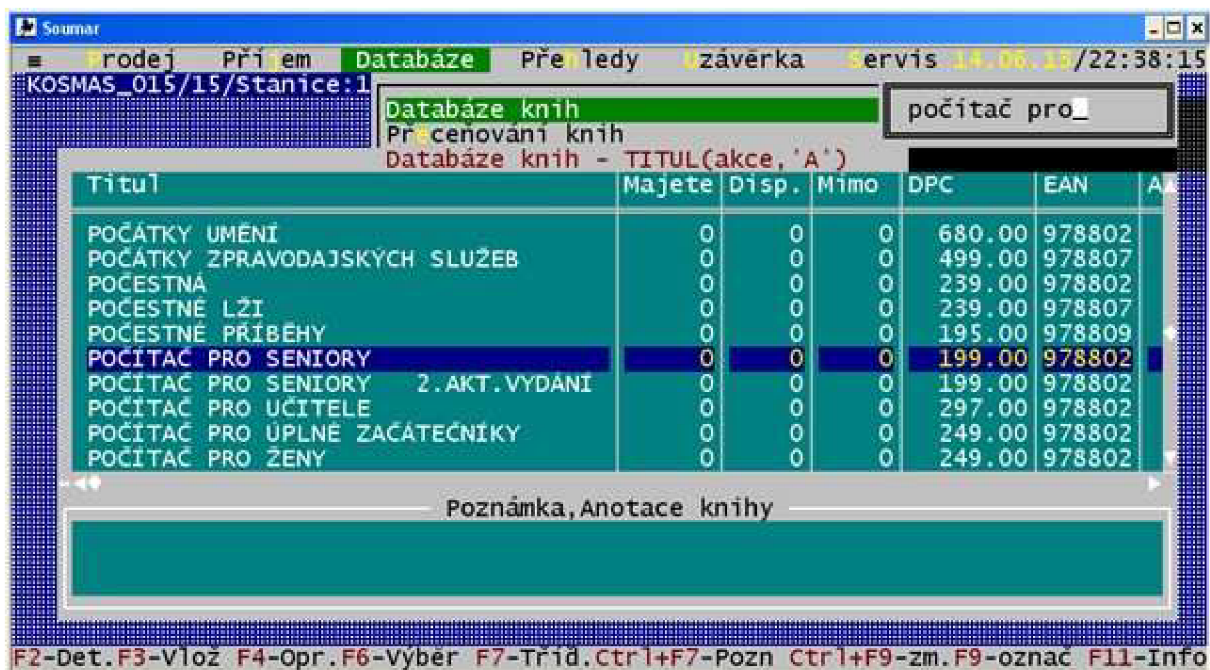 Soumar
≡ Prodej Příjem Databáze Přehledy Uzávěrka Servis 14.06.15/22:38:15
KOSMAS_015/15/Stanice:1
Databáze knih
počítač pro_
Přeceňování knih
Databáze knih - TITUL(akce,'A')
Titul Majete Disp. Mimo DPC EAN A
POČÁTKY UMĚNÍ 0 0 0 680.00 978802
POČÁTKY ZPRAVODAJSKÝCH SLUŽEB 0 0 0 499.00 978807
POČESTNÁ 0 0 0 239.00 978802
POČESTNÉ LŽI 0 0 0 239.00 978807
POČESTNÉ PŘÍBĚHY 0 0 0 195.00 978809
POČÍTAČ PRO SENIORY 0 0 0 199.00 978802
POČÍTAČ PRO SENIORY 2.AKT.VYDÁNÍ 0 0 0 199.00 978802
POČÍTAČ PRO UČITELE 0 0 0 297.00 978802
POČÍTAČ PRO ÚPLNÉ ZAČÁTEČNÍKY 0 0 0 249.00 978802
POČÍTAČ PRO ŽENY 0 0 0 249.00 978802
Poznámka,Anotace knihy
F2-Det.F3-Vlož F4-Opr.F6-Výběr F7-Tříd.Ctrl+F7-Pozn Ctrl+F9-zm.F9-označ F11-Info